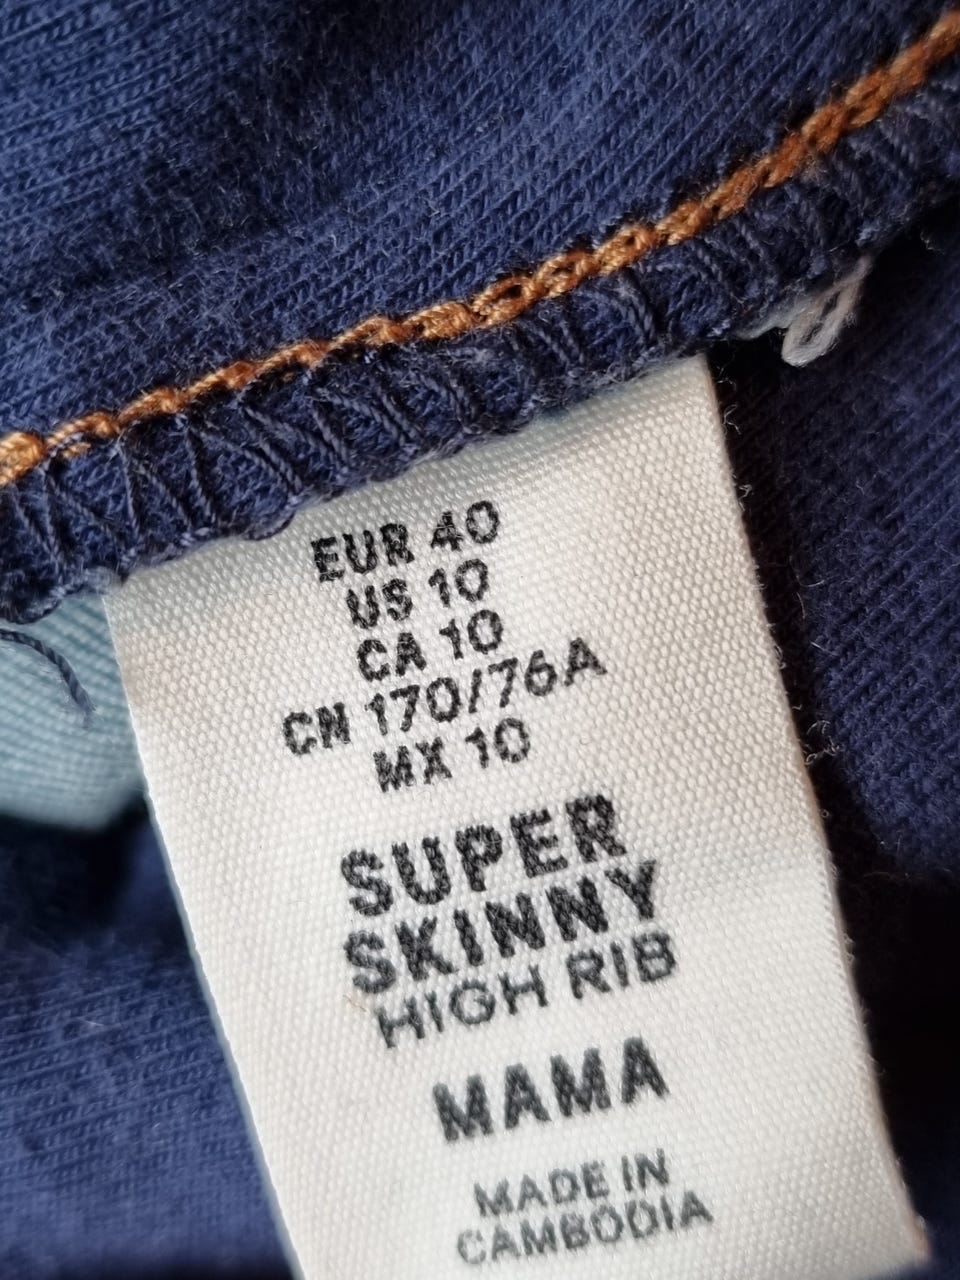 EUR 40
US 10
CA 10
CN 170/76A
MX 10
SUPER
SKINNY
HIGH RIB
MAMA
MADE IN
CAMBODIA